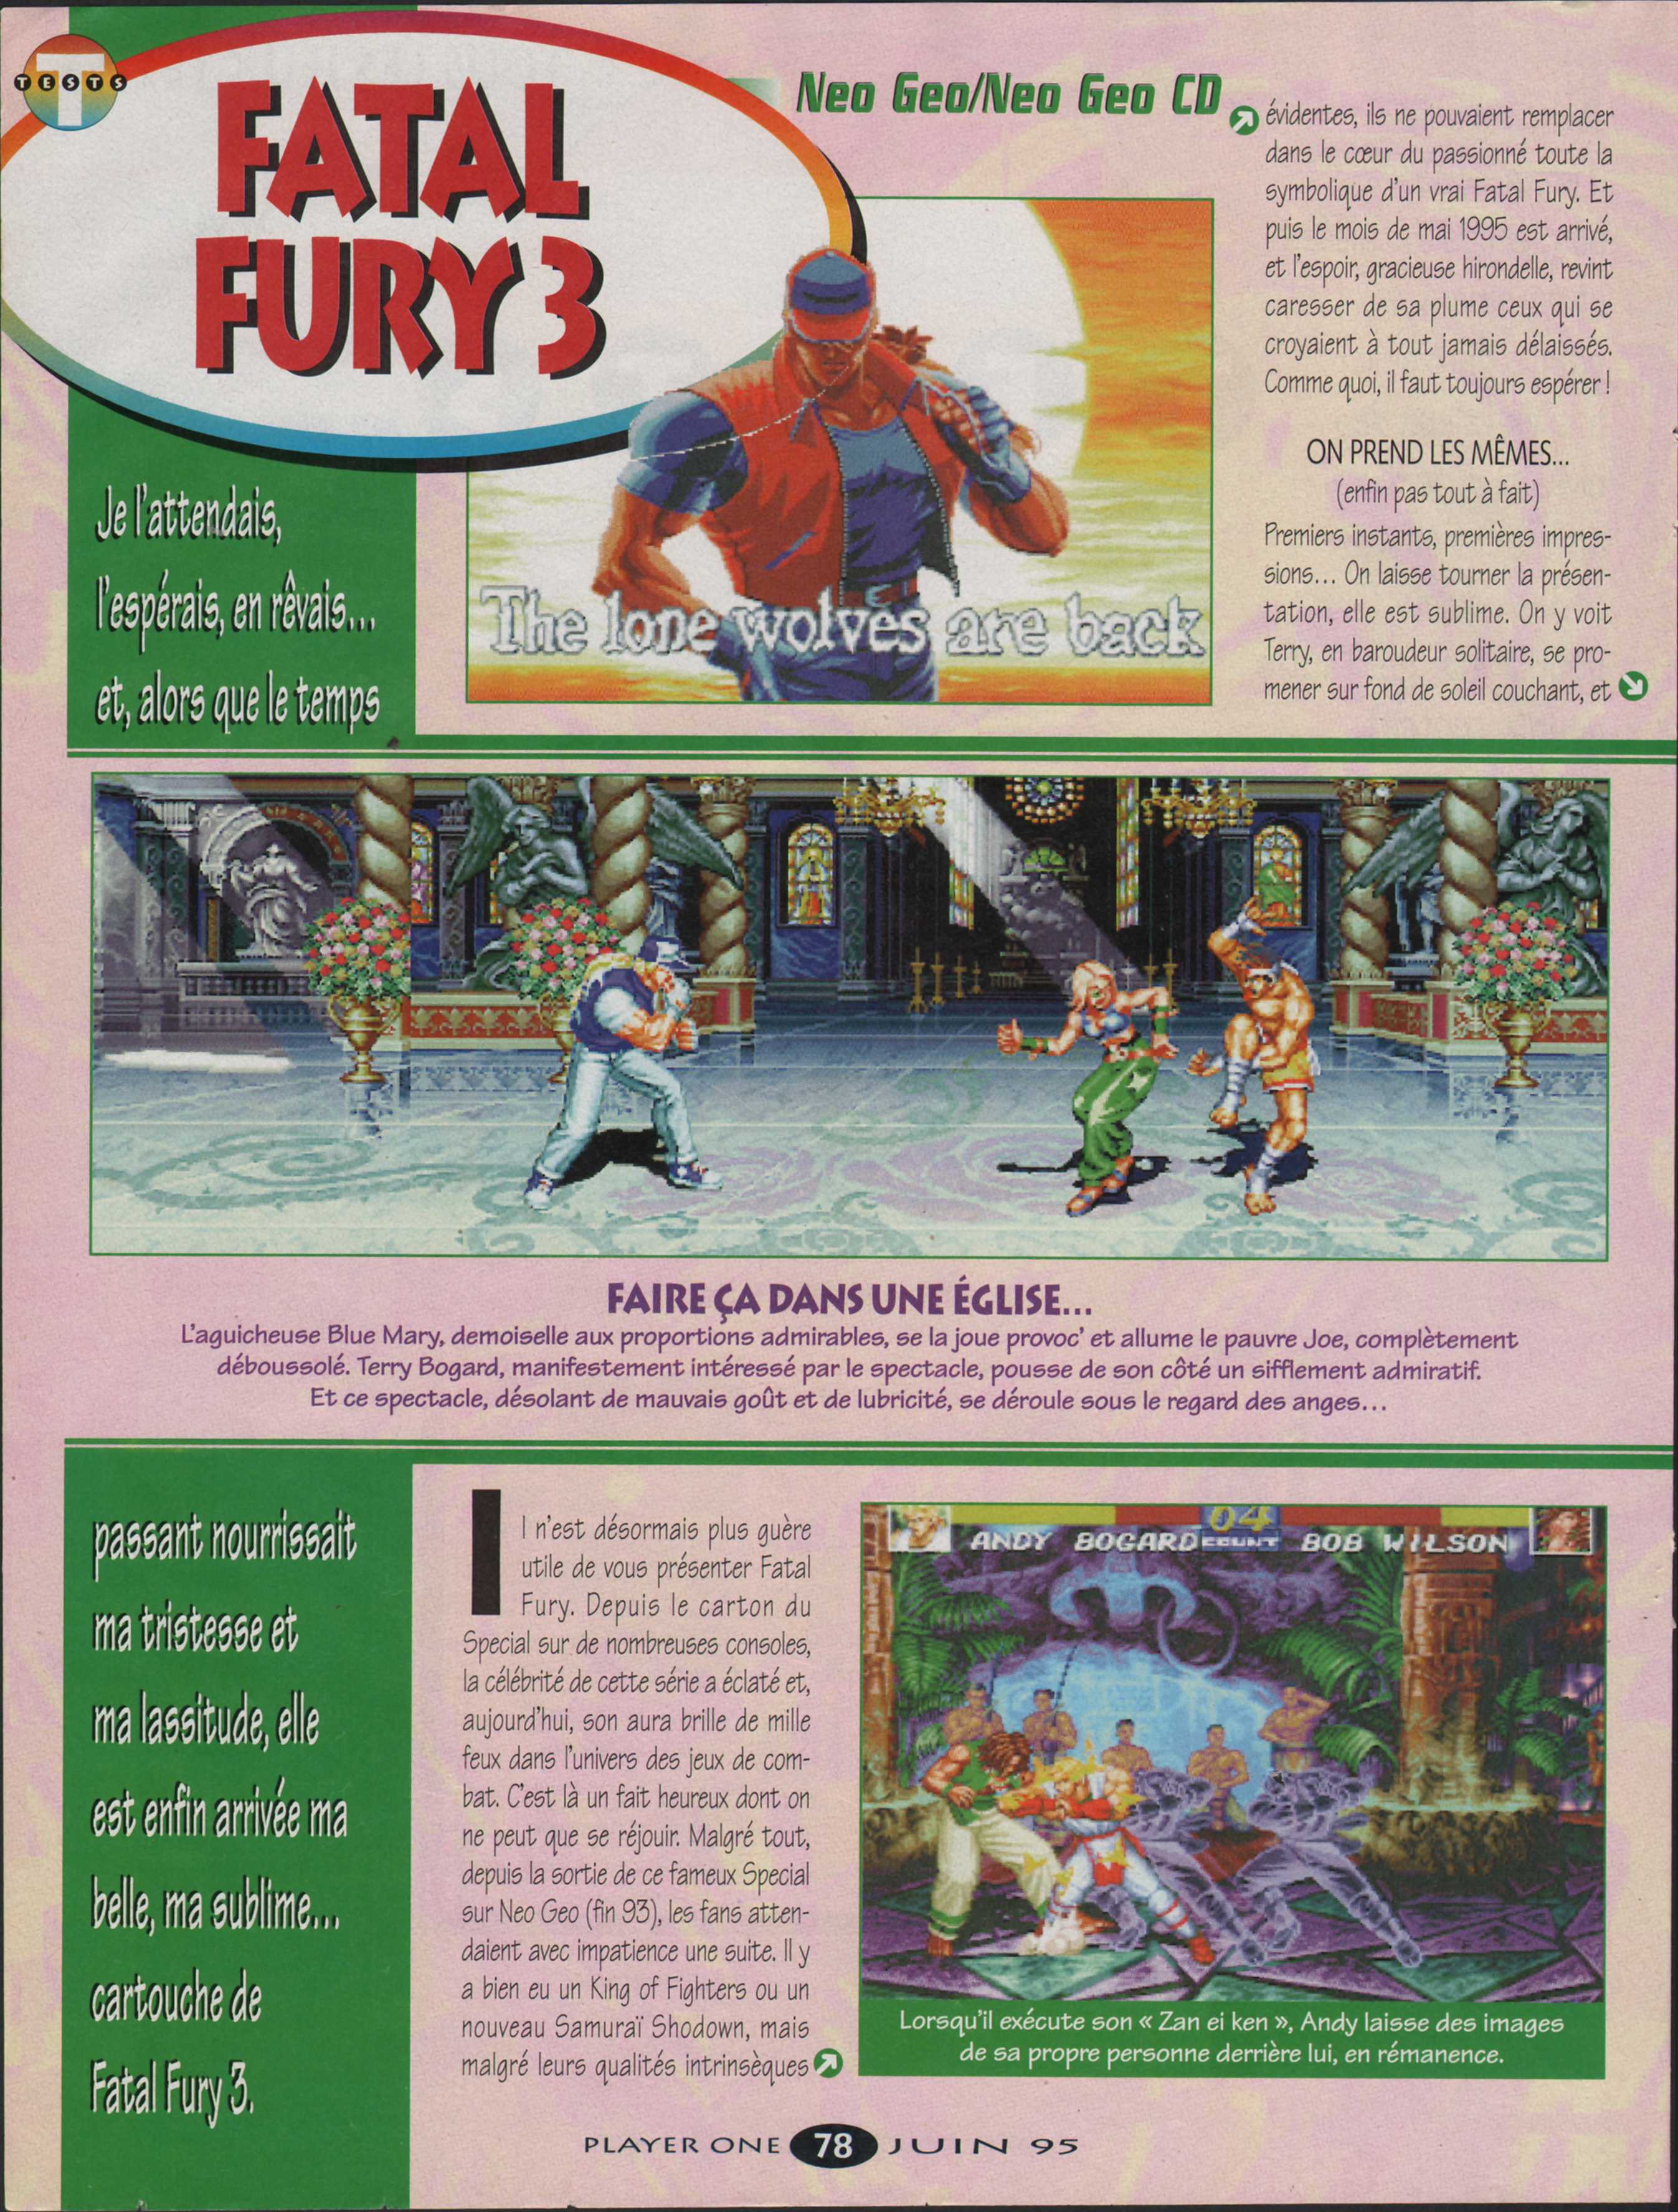 TESTS
FATAL
FURY 3
Neo Geo/Neo Geo CD
Je l'attendais,
l'espérais, en rêvais...
et, alors que le temps
passant nourrissait
ma tristesse et
ma lassitude, elle
est enfin arrivée ma
belle, ma sublime...
cartouche de
Fatal Fury 3.
The lone wolves are back
I n'est désormais plus guère
utile de vous présenter Fatal
Fury. Depuis le carton du
Special sur de nombreuses consoles,
la célébrité de cette série a éclaté et,
aujourd'hui, son aura brille de mille
feux dans l'univers des jeux de com-
bat. C'est là un fait heureux dont on
ne peut que se réjouir. Malgré tout,
depuis la sortie de ce fameux Special
sur Neo Geo (fin 93), les fans atten-
daient avec impatience une suite. Il y
a bien eu un King of Fighters ou un
nouveau Samuraï Shodown, mais
malgré leurs qualités intrinsèques
évidentes, ils ne pouvaient remplacer
dans le cœur du passionné toute la
symbolique d'un vrai Fatal Fury. Et
puis le mois de mai 1995 est arrivé,
et l'espoir, gracieuse hirondelle, revint
caresser de sa plume ceux qui se
croyaient à tout jamais délaissés.
Comme quoi, il faut toujours espérer !
ON PREND LES MÊMES...
(enfin pas tout à fait)
Premiers instants, premières impres-
sions... On laisse tourner la présen-
tation, elle est sublime. On y voit
Terry, en baroudeur solitaire, se pro-
mener sur fond de soleil couchant, et
FAIRE ÇA DANS UNE ÉGLISE...
L'aguicheuse Blue Mary, demoiselle aux proportions admirables, se la joue provoc' et allume le pauvre Joe, complètement
déboussolé. Terry Bogard, manifestement intéressé par le spectacle, pousse de son côté un sifflement admiratif.
Et ce spectacle, désolant de mauvais goût et de lubricité, se déroule sous le regard des anges...
04
ANDY BOGARD COUNT BOB WILSON
Lorsqu'il exécute son « Zan ei ken », Andy laisse des images
de sa propre personne derrière lui, en rémanence.
PLAYER ONE 78 JUIN 95